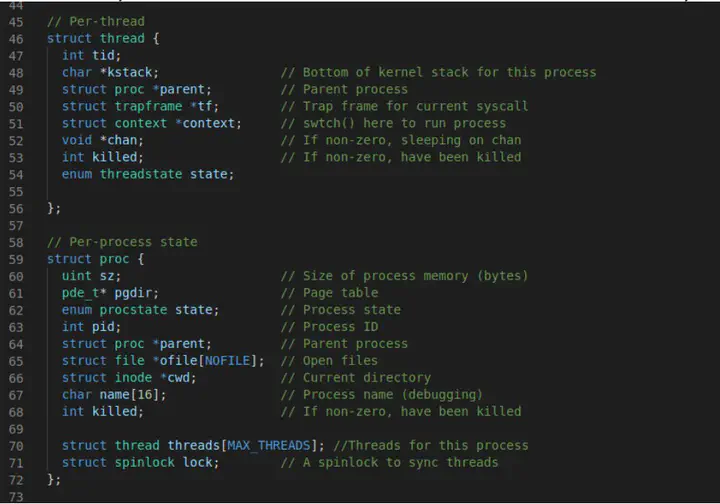 44
45 // Per-thread
46 struct thread {
47 int tid;
48 char *kstack; // Bottom of kernel stack for this process
49 struct proc *parent; // Parent process
50 struct trapframe *tf; // Trap frame for current syscall
51 struct context *context; // swtch() here to run process
52 void *chan; // If non-zero, sleeping on chan
53 int killed; // If non-zero, have been killed
54 enum threadstate state;
55
56 };
57
58 // Per-process state
59 struct proc {
60 uint sz; // Size of process memory (bytes)
61 pde_t* pgdir; // Page table
62 enum procstate state; // Process state
63 int pid; // Process ID
64 struct proc *parent; // Parent process
65 struct file *ofile[NOFILE]; // Open files
66 struct inode *cwd; // Current directory
67 char name[16]; // Process name (debugging)
68 int killed; // If non-zero, have been killed
69
70 struct thread threads[MAX_THREADS]; //Threads for this process
71 struct spinlock lock; // A spinlock to sync threads
72 };
73